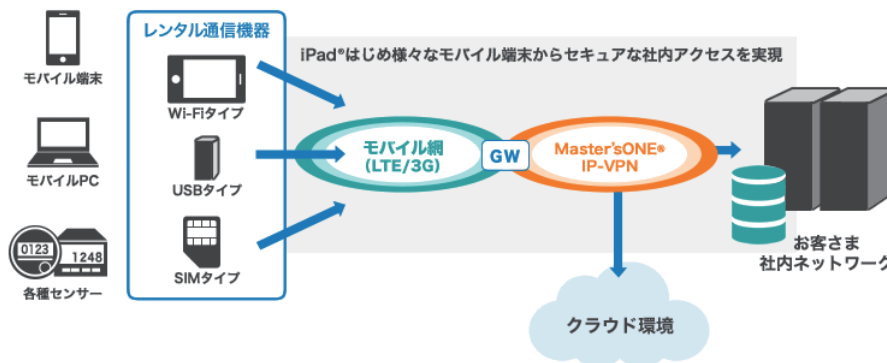 レンタル通信機器
iPad®はじめ様々なモバイル端末からセキュアな社内アクセスを実現
モバイル端末
Wi-Fiタイプ
モバイル網
(LTE/3G)
GW
Master'sONE®
IP-VPN
モバイルPC
USBタイプ
0123
1248
各種センサー
SIMタイプ
お客さま
社内ネットワーク
クラウド環境